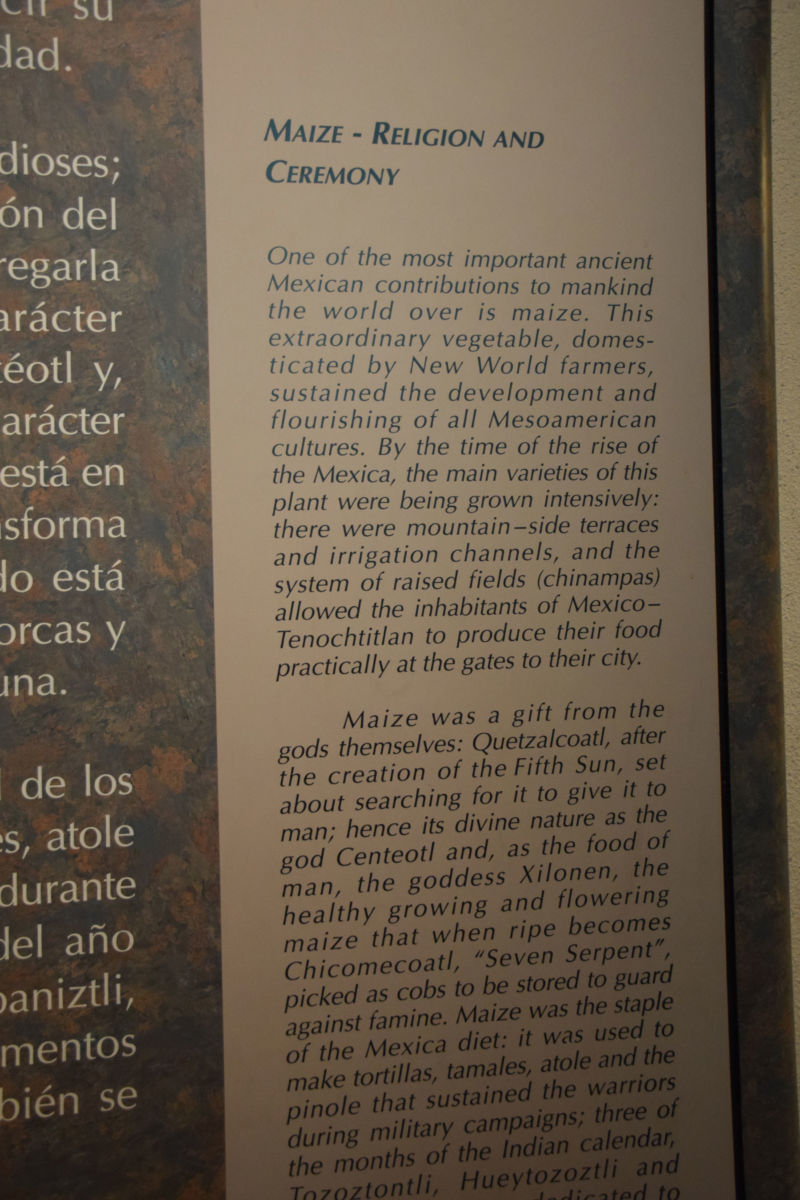 cir su
dad.
dioses;
ón del
regarla
arácter
téotl y,
arácter
está en
nsforma
do está
orcas y
una.
l de los
es, atole
durante
del año
paniztli,
mentos
bién se
MAIZE - RELIGION AND
CEREMONY
One of the most important ancient
Mexican contributions to mankind
the world over is maize. This
extraordinary vegetable, domes-
ticated by New World farmers,
sustained the development and
flourishing of all Mesoamerican
cultures. By the time of the rise of
the Mexica, the main varieties of this
plant were being grown intensively:
there were mountain-side terraces
and irrigation channels, and the
system of raised fields (chinampas)
allowed the inhabitants of Mexico-
Tenochtitlan to produce their food
practically at the gates to their city.
Maize was a gift from the
gods themselves: Quetzalcoatl, after
the creation of the Fifth Sun, set
about searching for it to give it to
man; hence its divine nature as the
god Centeotl and, as the food of
man, the goddess Xilonen, the
healthy growing and flowering
maize that when ripe becomes
Chicomecoatl, "Seven Serpent",
picked as cobs to be stored to guard
against famine. Maize was the staple
of the Mexica diet: it was used to
make tortillas, tamales, atole and the
pinole that sustained the warriors
during military campaigns; three of
the months of the Indian calendar,
Tozoztontli, Hueytozoztli and
dedicated to